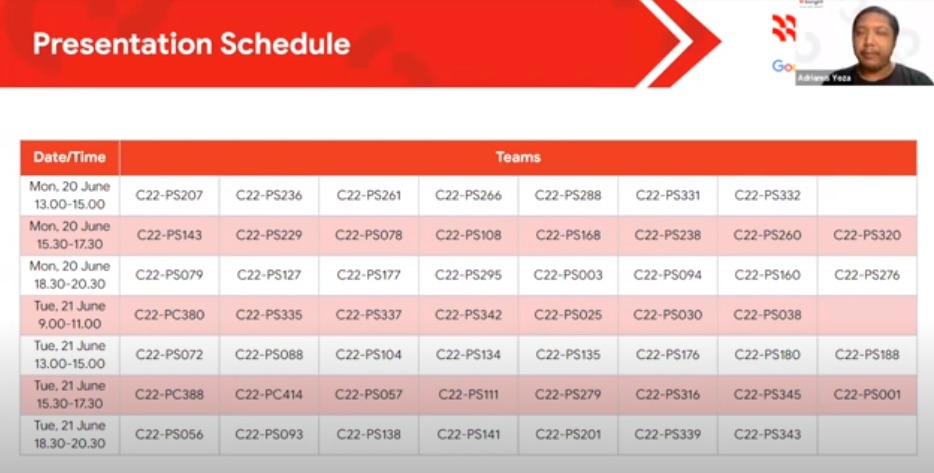 Presentation Schedule
Adrianus Yoza
Date/Time Teams
Mon, 20 June
13.00-15.00 C22-PS207 C22-PS236 C22-PS261 C22-PS266 C22-PS288 C22-PS331 C22-PS332
Mon, 20 June
15.30-17.30 C22-PS143 C22-PS229 C22-PS078 C22-PS108 C22-PS168 C22-PS238 C22-PS260 C22-PS320
Mon, 20 June
18.30-20.30 C22-PS079 C22-PS127 C22-PS177 C22-PS295 C22-PS003 C22-PS094 C22-PS160 C22-PS276
Tue, 21 June
9.00-11.00 C22-PC380 C22-PS335 C22-PS337 C22-PS342 C22-PS025 C22-PS030 C22-PS038
Tue, 21 June
13.00-15.00 C22-PS072 C22-PS088 C22-PS104 C22-PS134 C22-PS135 C22-PS176 C22-PS180 C22-PS188
Tue, 21 June
15.30-17.30 C22-PC388 C22-PC414 C22-PS057 C22-PS111 C22-PS279 C22-PS316 C22-PS345 C22-PS001
Tue, 21 June
18.30-20.30 C22-PS056 C22-PS093 C22-PS138 C22-PS141 C22-PS201 C22-PS339 C22-PS343